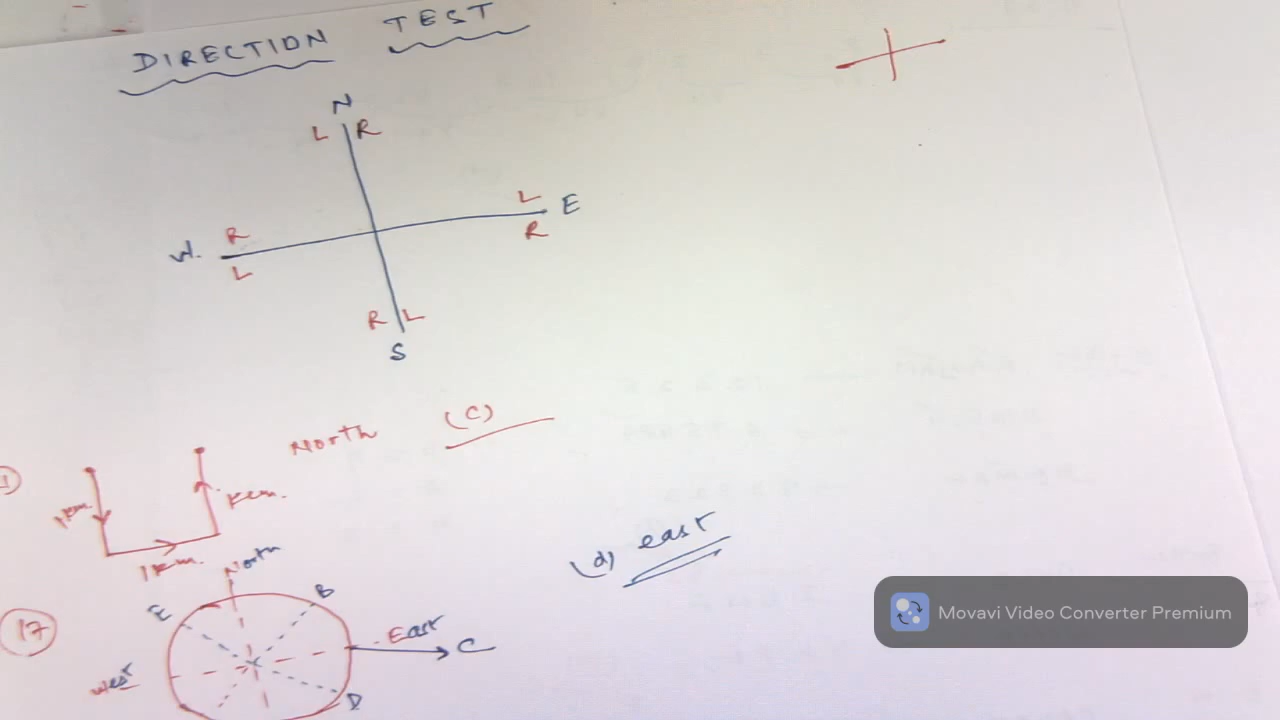 DIRECTION TEST
N
L R
L
W. R E
L R
R L
S
North (C)
1
1km. 1km.
1km.
(d) east
North
E B
17
East
C
West
D
Movavi Video Converter Premium